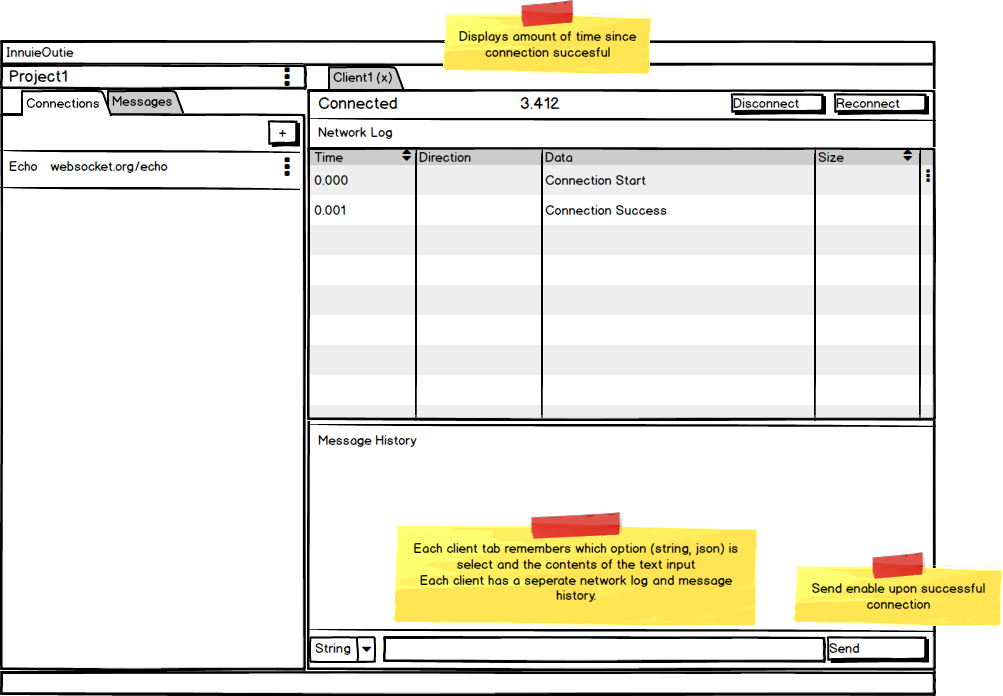 Displays amount of time since
connection succesful
InnuieOutie
Project1
Client1 (x)
Connections
Messages
Connected
3.412
Disconnect
Reconnect
+
Network Log
Time
Direction
Data
Size
Echo websocket.org/echo
0.000
Connection Start
0.001
Connection Success
Message History
Each client tab remembers which option (string, json) is
select and the contents of the text input
Each client has a seperate network log and message
history.
Send enable upon successful
connection
String
Send